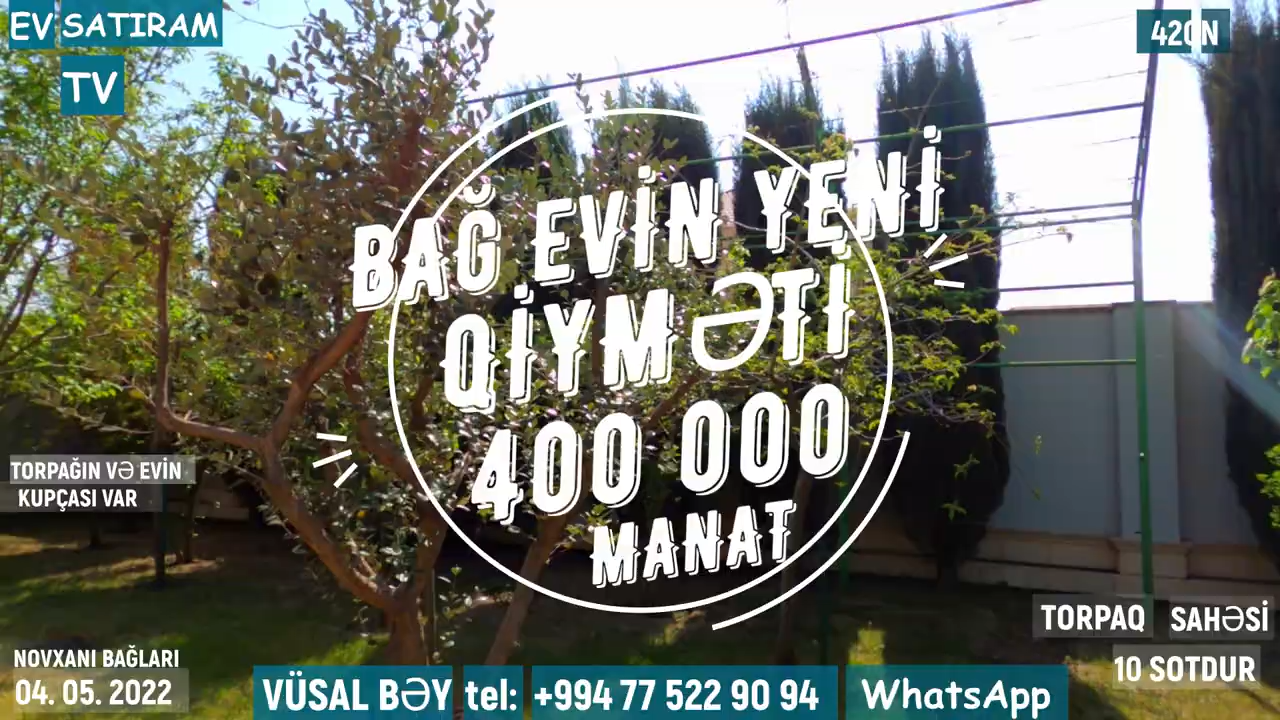 EV SATIRAM
TV
420N
BAĞ EVİN YENİ
QİYMƏTİ
400 000
MANAT
TORPAĞIN VƏ EVİN
KUPÇASI VAR
TORPAQ SAHƏSİ
10 SOTDUR
NOVXANI BAĞLARI
04. 05. 2022
VÜSAL BƏY tel: +994 77 522 90 94 WhatsApp